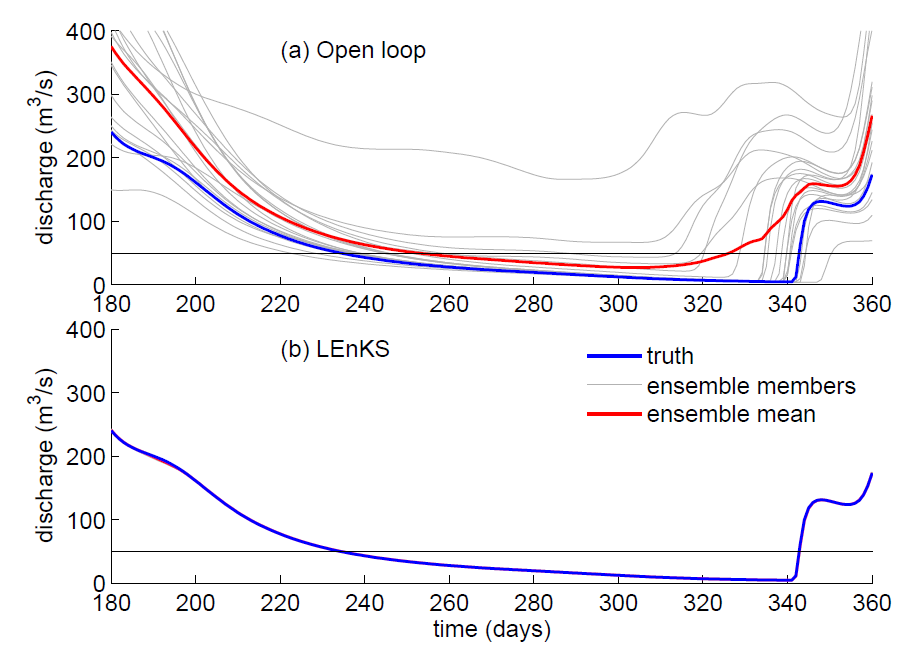 (a) Open loop
discharge (m³/s)
400
300
200
100
0
180 200 220 240 260 280 300 320 340 360
(b) LEnKS
truth
ensemble members
ensemble mean
discharge (m³/s)
400
300
200
100
0
180 200 220 240 260 280 300 320 340 360
time (days)